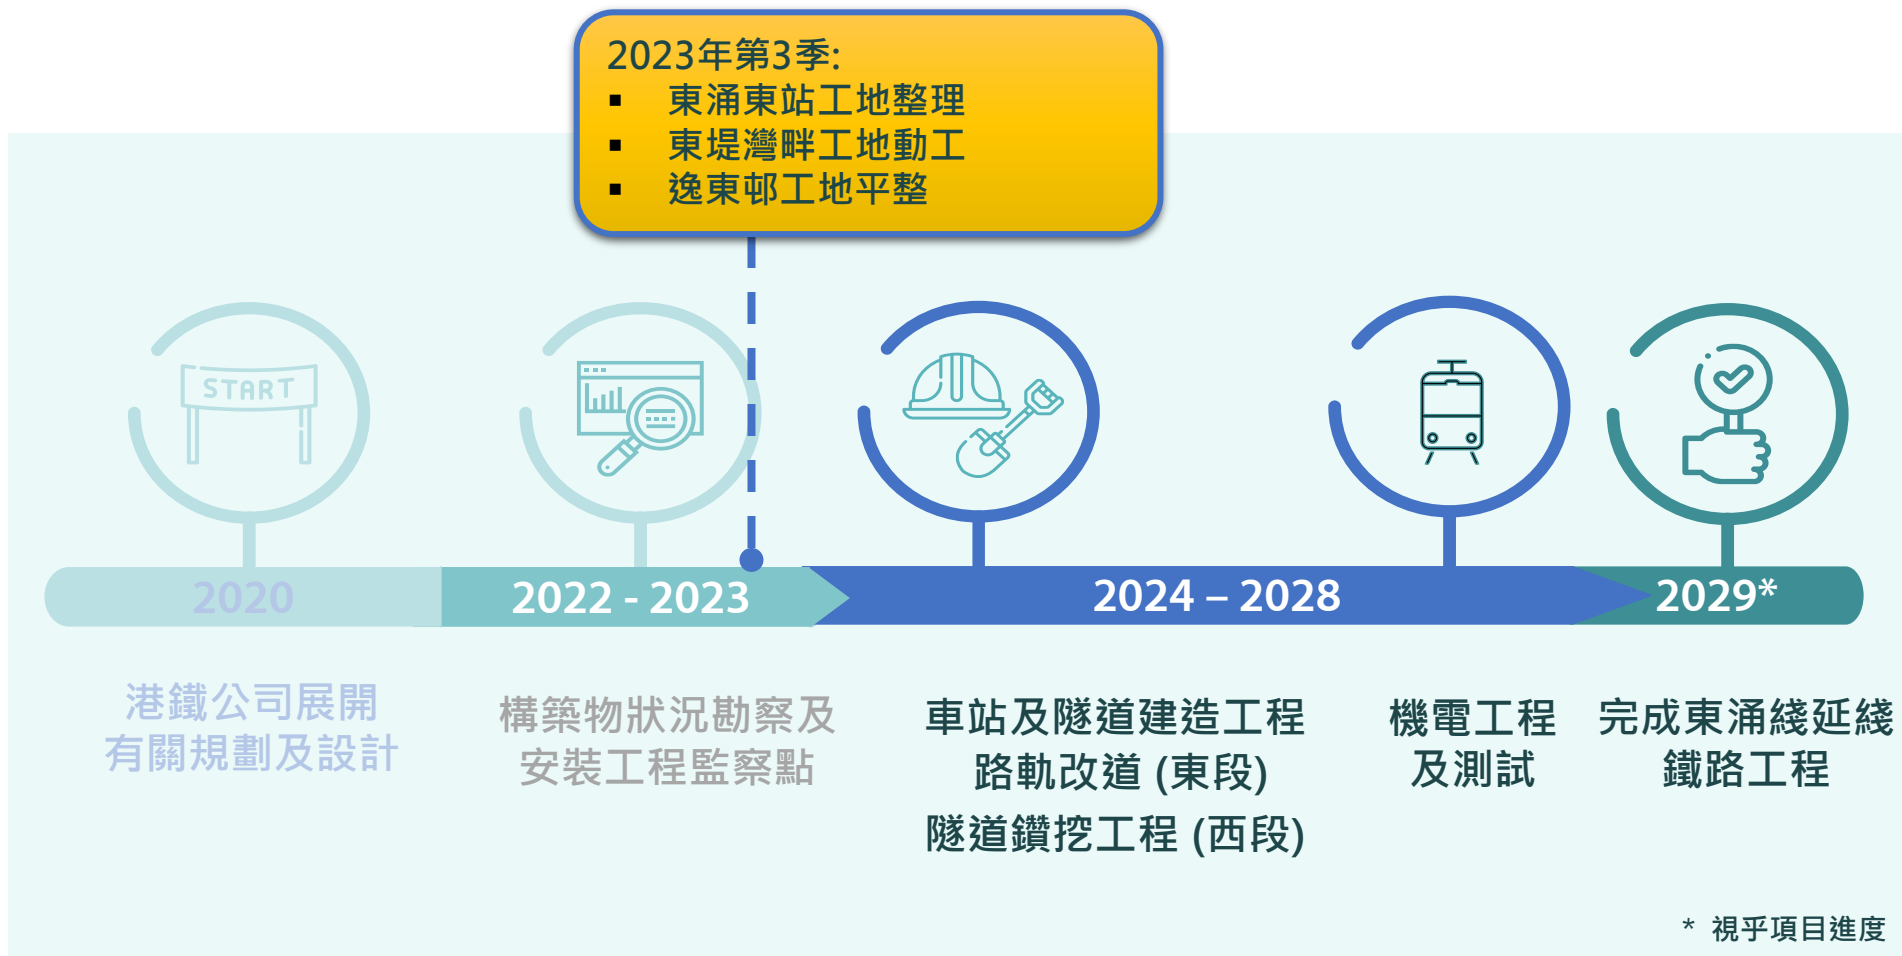 2023年第3季:
▪ 東涌東站工地整理
▪ 東堤灣畔工地動工
▪ 逸東邨工地平整
START
2020
2022 - 2023
2024 – 2028
2029*
港鐵公司展開
有關規劃及設計
構築物狀況勘察及
安裝工程監察點
車站及隧道建造工程
路軌改道 (東段)
隧道鑽挖工程 (西段)
機電工程
及測試
完成東涌綫延綫
鐵路工程
* 視乎項目進度